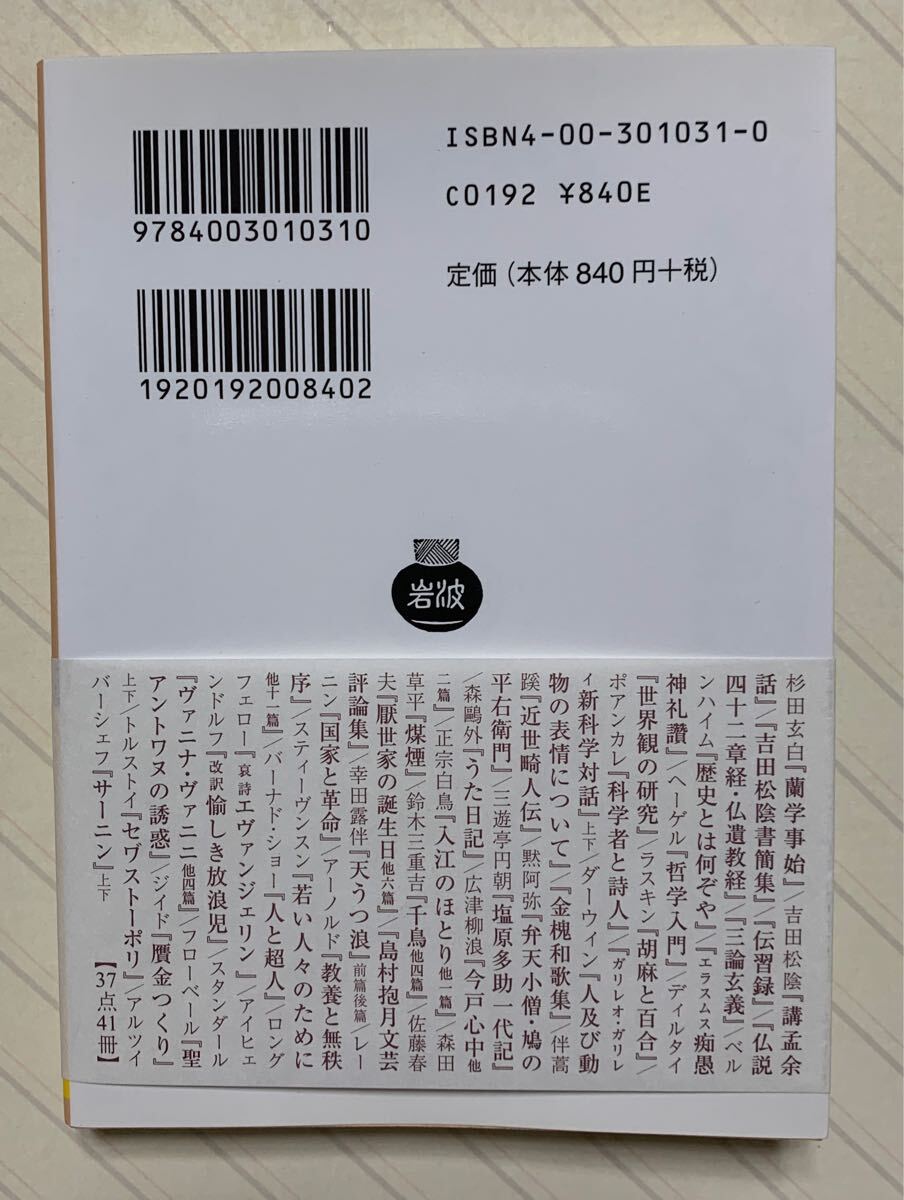 ISBN4-00-301031-0
9784003010310
C0192 ¥840E
定価（本体840円＋税）
1920192008402
岩波
杉田玄白『蘭学事始』/吉田松陰『講孟余
話』/『吉田松陰書簡集』/『伝習録』/『仏説
四十二章経・仏遺教経』/『三論玄義』/ベル
ンハイム『歴史とは何ぞや』/『エラスムス痴愚
神礼讃』/ヘーゲル『哲学入門』/ディルタイ
『世界観の研究』/ラスキン『胡麻と百合』/
ポアンカレ『科学者と詩人』/『ガリレオ・ガリレ
イ新科学対話』上下/ダーウィン『人及び動
物の表情について』/『金槐和歌集』/伴蒿
蹊『近世畸人伝』/黙阿弥『弁天小僧・鳩の
平右衛門』/三遊亭円朝『塩原多助一代記』
/森鷗外『うた日記』/広津柳浪『今戸心中他
二篇』/正宗白鳥『入江のほとり他一篇』/森田
草平『煤煙』/鈴木三重吉『千鳥他四篇』/佐藤春
夫『厭世家の誕生日他六篇』/『島村抱月文芸
評論集』/幸田露伴『天うつ浪』前篇後篇/レー
ニン『国家と革命』/アーノルド『教養と無秩
序』/スティーヴンスン『若い人々のために
他十一篇』/バーナド・ショー『人と超人』/ロング
フェロー『哀詩エヴァンジェリン』/アイヒェ
ンドルフ『改訳愉しき放浪児』/スタンダール
『ヴァニナ・ヴァニニ他四篇』/フローベール『聖
アントワヌの誘惑』/ジイド『贋金つくり』
上下/トルストイ『セヴストーポリ』/アルツイ
バーシェフ『サーニン』上下 【37点41冊】